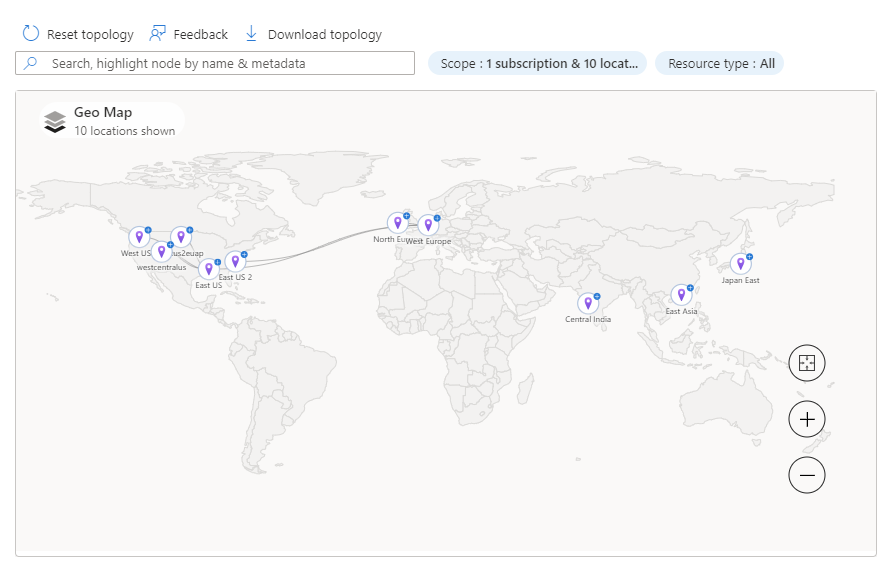 Reset topology Feedback Download topology
Search, highlight node by name & metadata Scope : 1 subscription & 10 locat... Resource type : All
Geo Map
10 locations shown
North Eu West Europe
West US us2euap
westcentralus
East US 2
East US
Japan East
East Asia
Central India